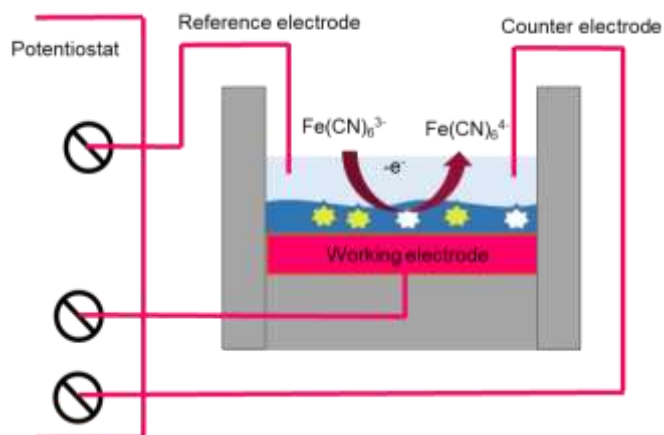 Reference electrode
Counter electrode
Potentiostat
Fe(CN)₆³⁻
Fe(CN)₆⁴⁻
-e⁻
Working electrode